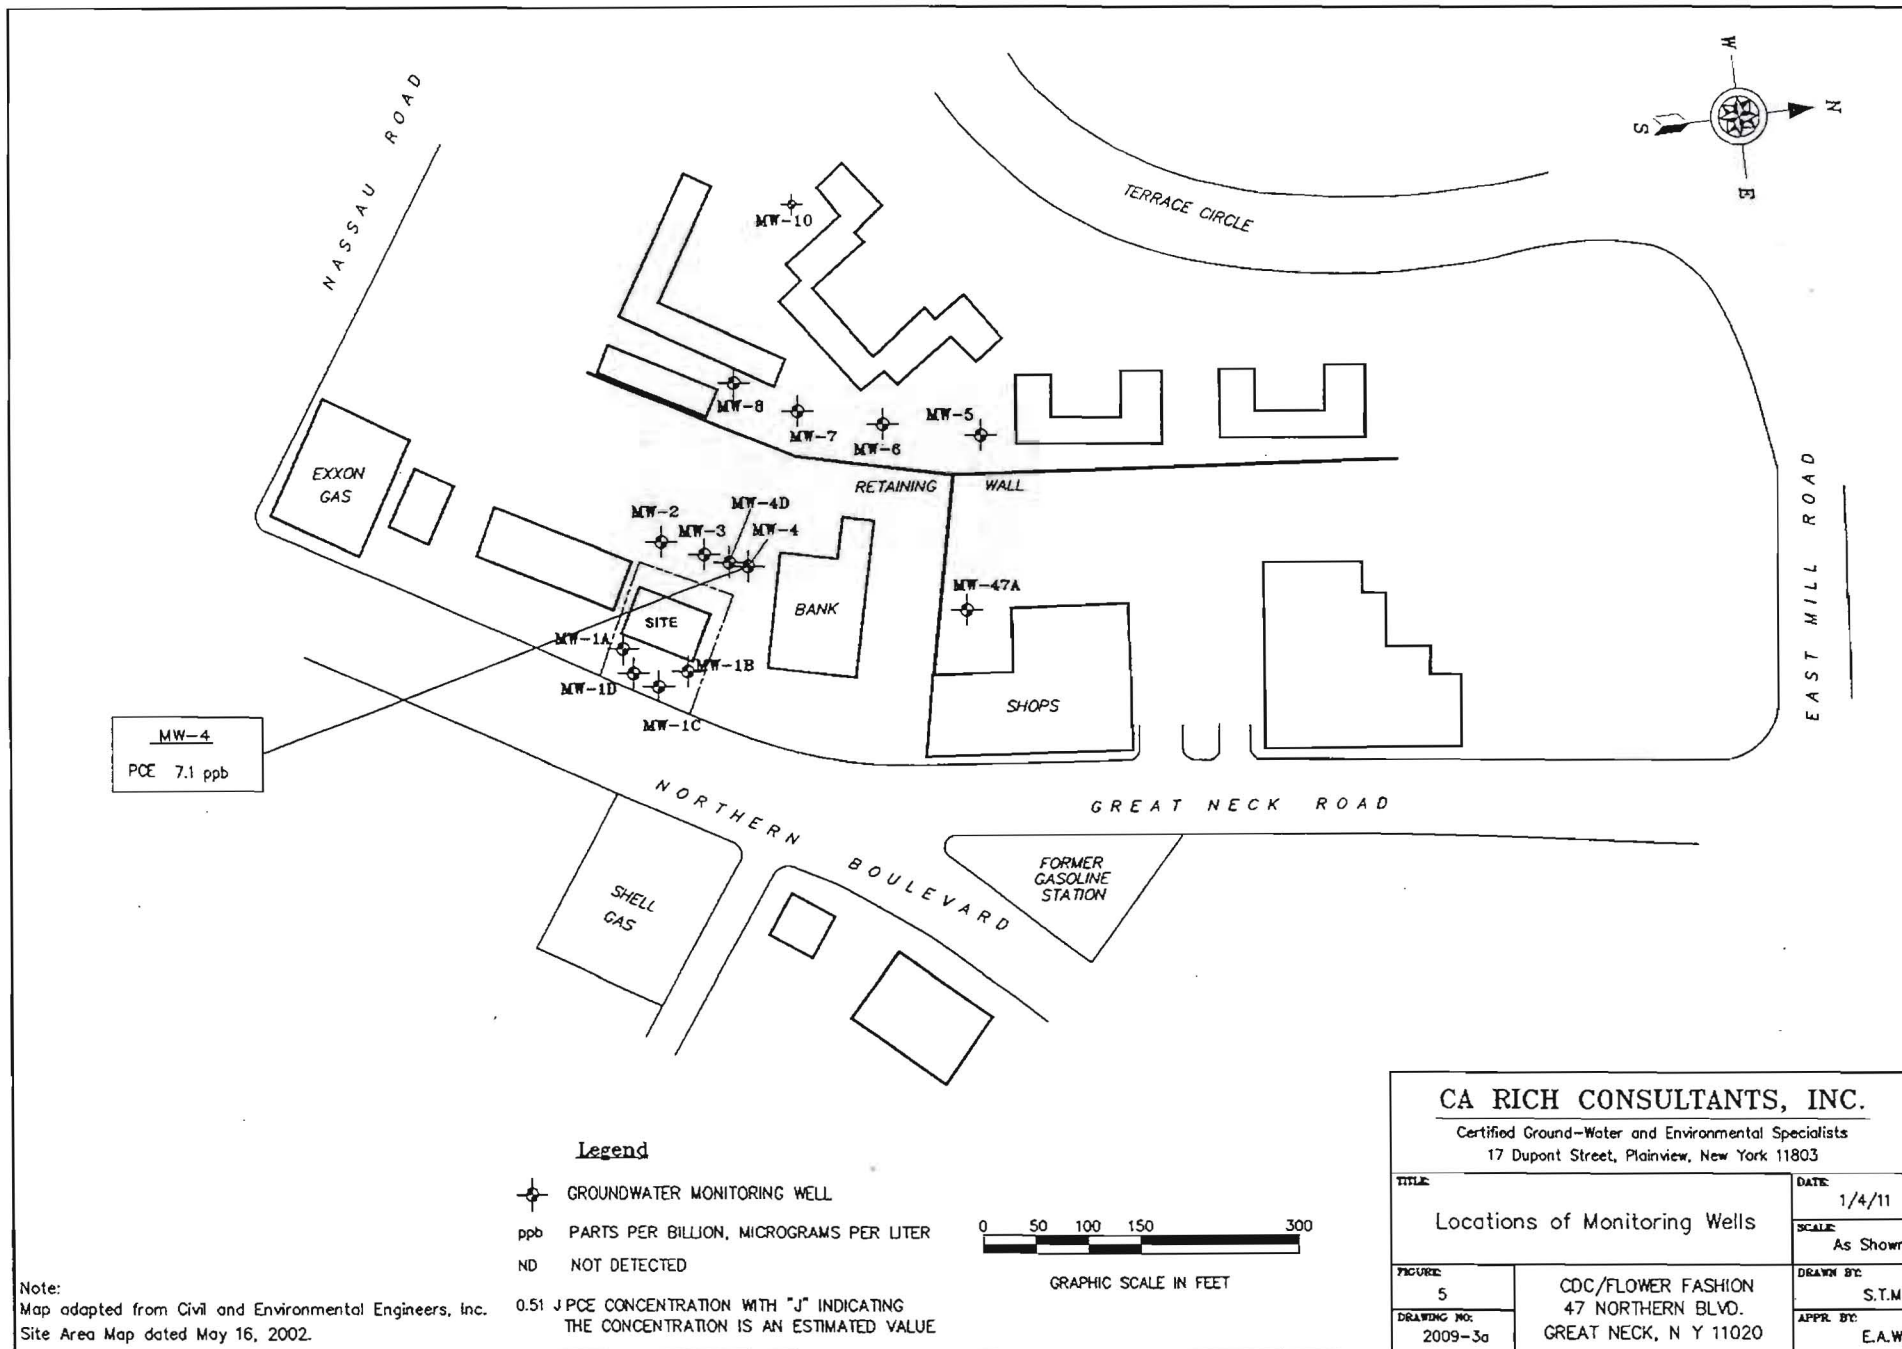 W
N
S
E
NASSAU ROAD
MW-10
TERRACE CIRCLE
MW-8
MW-7
MW-6
MW-5
EXXON
GAS
RETAINING WALL
MW-2
MW-3
MW-4D
MW-4
BANK
MW-47A
SITE
MW-1A
MW-1B
MW-1D
MW-1C
SHOPS
EAST MILL ROAD
MW-4
PCE 7.1 ppb
NORTHERN BOULEVARD
GREAT NECK ROAD
FORMER
GASOLINE
STATION
SHELL
GAS
Legend
GROUNDWATER MONITORING WELL
ppb PARTS PER BILLION, MICROGRAMS PER LITER
ND NOT DETECTED
0.51 J PCE CONCENTRATION WITH "J" INDICATING
THE CONCENTRATION IS AN ESTIMATED VALUE
0 50 100 150 300
GRAPHIC SCALE IN FEET
Note:
Map adapted from Civil and Environmental Engineers, Inc.
Site Area Map dated May 16, 2002.
CA RICH CONSULTANTS, INC.
Certified Ground-Water and Environmental Specialists
17 Dupont Street, Plainview, New York 11803
TITLE:
Locations of Monitoring Wells
DATE:
1/4/11
SCALE:
As Shown
FIGURE:
5
DRAWING NO:
2009-3a
CDC/FLOWER FASHION
47 NORTHERN BLVD.
GREAT NECK, N Y 11020
DRAWN BY:
S.T.M
APPR. BY:
E.A.W